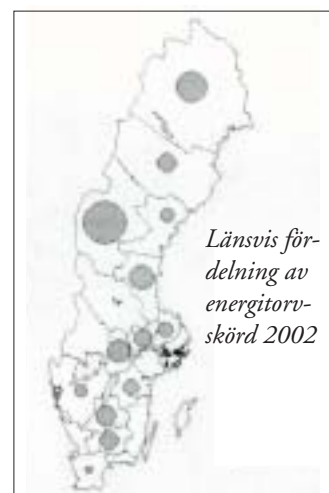 Länsvis för-
delning av
energitorv-
skörd 2002